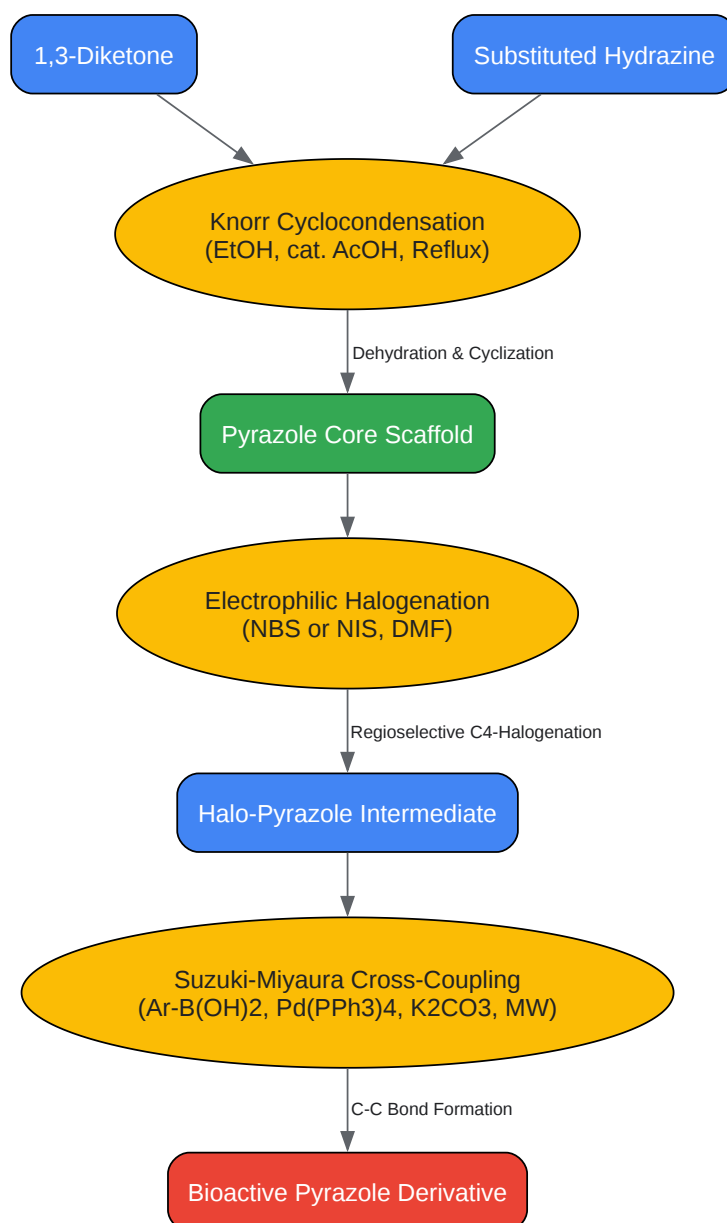 1,3-Diketone
Substituted Hydrazine
Knorr Cyclocondensation
(EtOH, cat. AcOH, Reflux)
Dehydration & Cyclization
Pyrazole Core Scaffold
Electrophilic Halogenation
(NBS or NIS, DMF)
Regioselective C4-Halogenation
Halo-Pyrazole Intermediate
Suzuki-Miyaura Cross-Coupling
(Ar-B(OH)2, Pd(PPh3)4, K2CO3, MW)
C-C Bond Formation
Bioactive Pyrazole Derivative